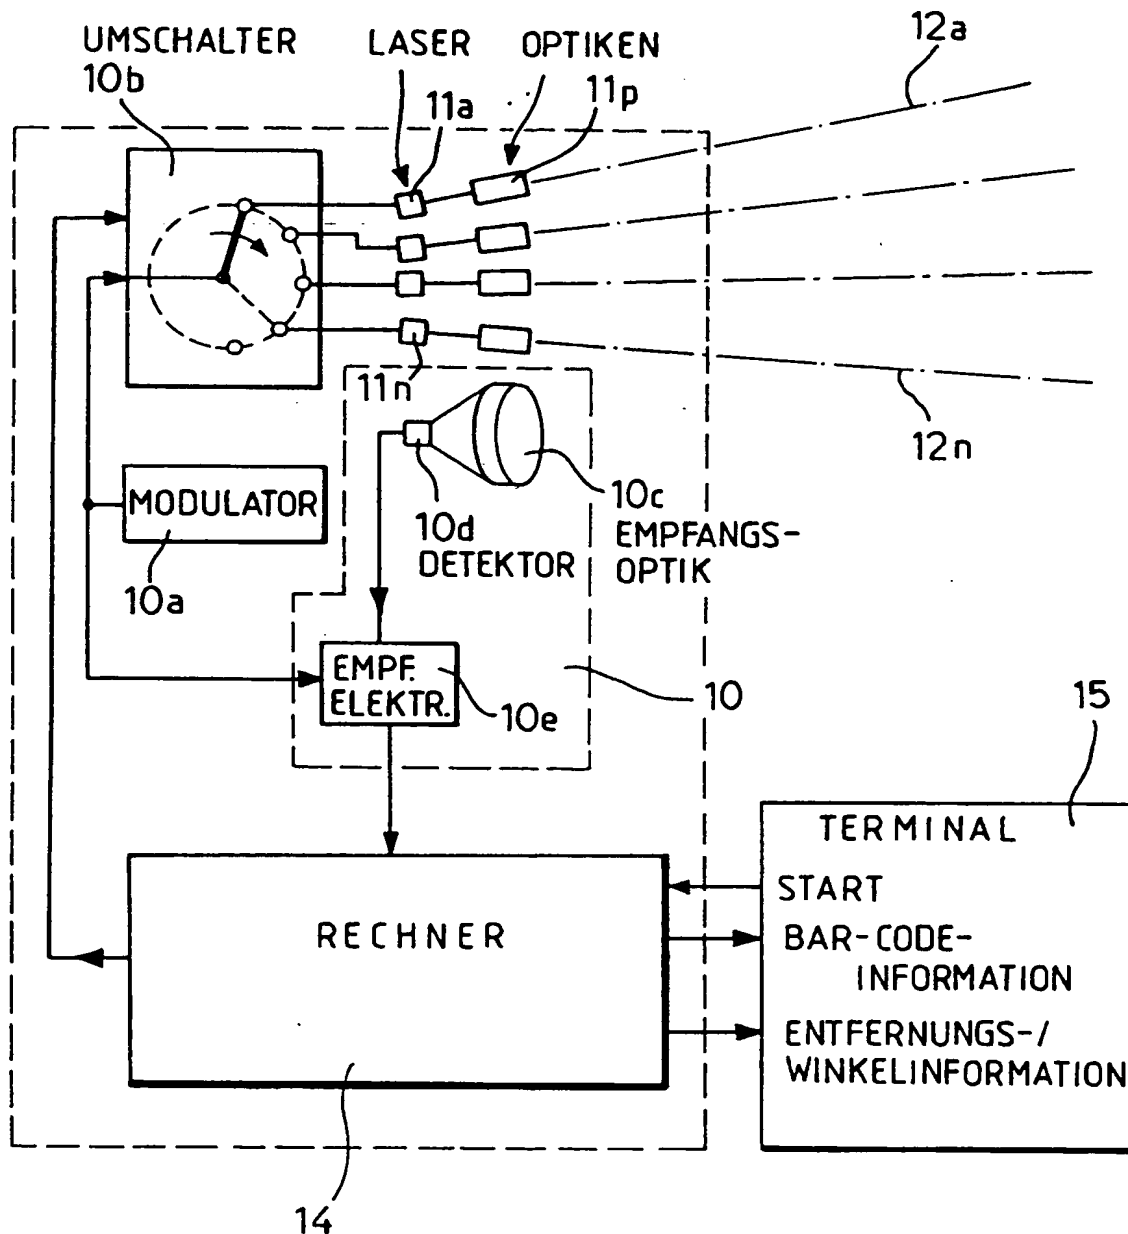 UMSCHALTER
10b
LASER
11a
OPTIKEN
11p
12a
11n
12n
MODULATOR
10a
10d
DETEKTOR
10c
EMPFANGS-
OPTIK
EMPF.
ELEKTR.
10e
10
15
RECHNER
14
TERMINAL
START
BAR-CODE-
INFORMATION
ENTFERNUNGS-/
WINKELINFORMATION